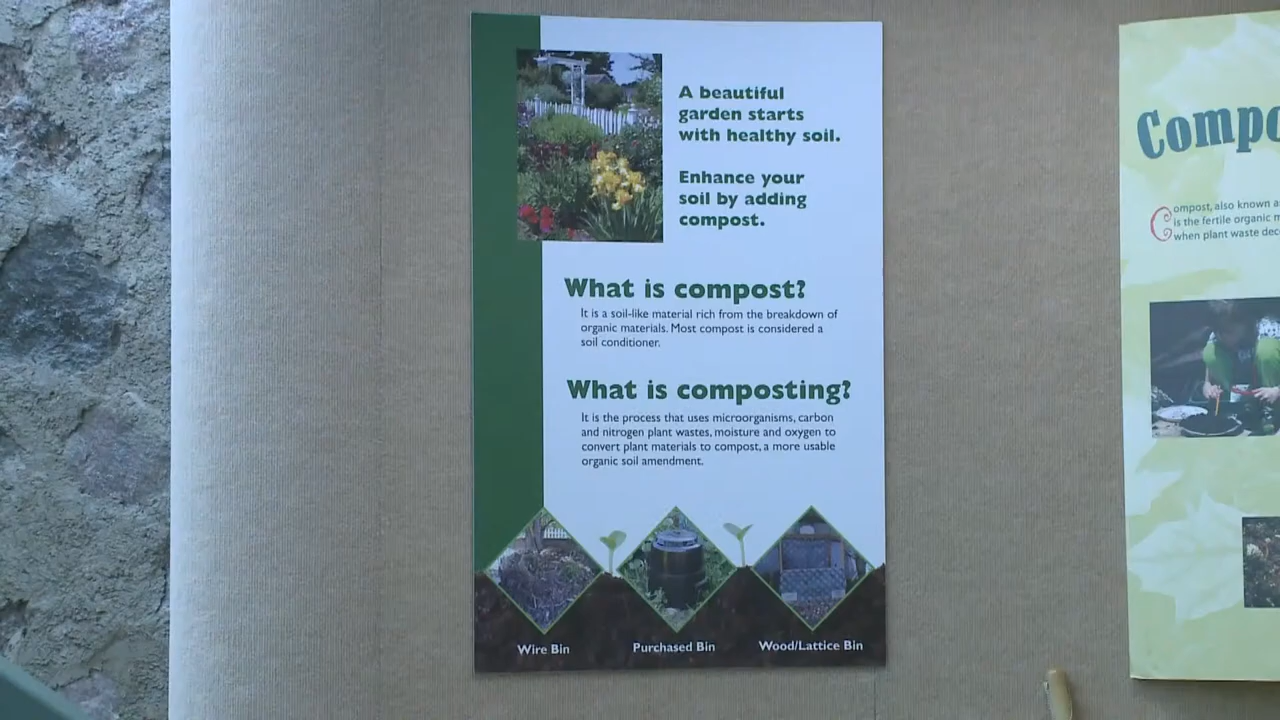 A beautiful
garden starts
with healthy soil.
Enhance your
soil by adding
compost.
What is compost?
It is a soil-like material rich from the breakdown of
organic materials. Most compost is considered a
soil conditioner.
What is composting?
It is the process that uses microorganisms, carbon
and nitrogen plant wastes, moisture and oxygen to
convert plant materials to compost, a more usable
organic soil amendment.
Wire Bin
Purchased Bin
Wood/Lattice Bin
Compo
Compost, also known a
is the fertile organic m
when plant waste dec